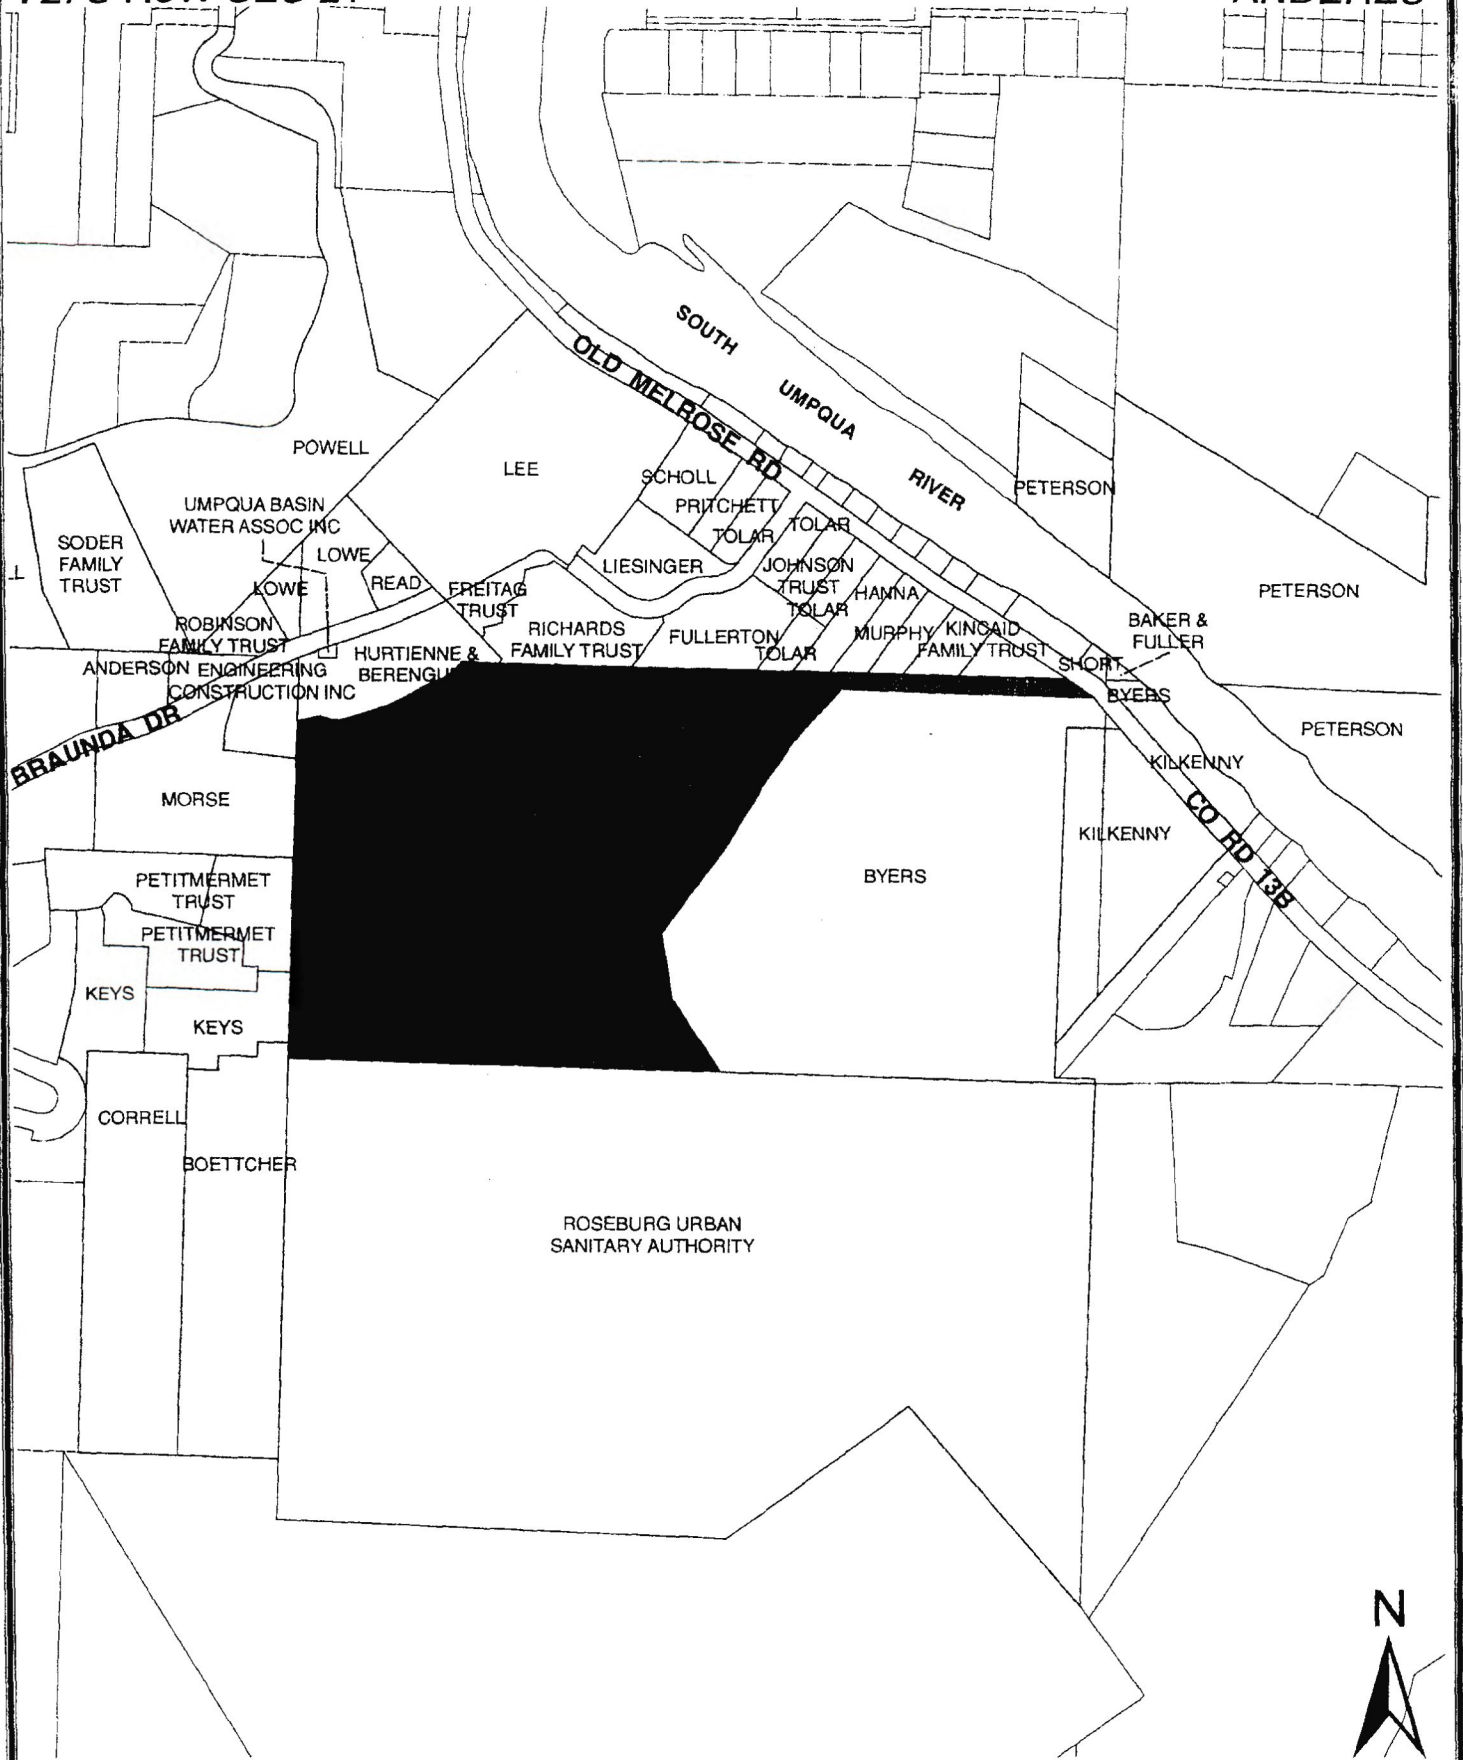 SOUTH
OLD MELROSE RD
UMPQUA
POWELL
LEE
SCHOLL
RIVER
PETERSON
UMPQUA BASIN
WATER ASSOC INC
PRITCHETT
TOLAR
TOLAR
SODER
FAMILY
TRUST
LOWE
LIESINGER
JOHNSON
TRUST
READ
LOWE
FREITAG
TRUST
HANNA
PETERSON
TOLAR
ROBINSON
FAMILY TRUST
RICHARDS
FAMILY TRUST
FULLERTON
MURPHY
KINCAID
FAMILY TRUST
BAKER &
FULLER
TOLAR
HURTIENNE &
SHORT
ANDERSON
ENGINEERING
CONSTRUCTION INC
BYERS
BRAUNDA DR
PETERSON
KILKENNY
MORSE
CO RD 13B
KILKENNY
PETITMERMET
TRUST
BYERS
PETITMERMET
TRUST
KEYS
KEYS
CORRELL
BOETTCHER
ROSEBURG URBAN
SANITARY AUTHORITY
N